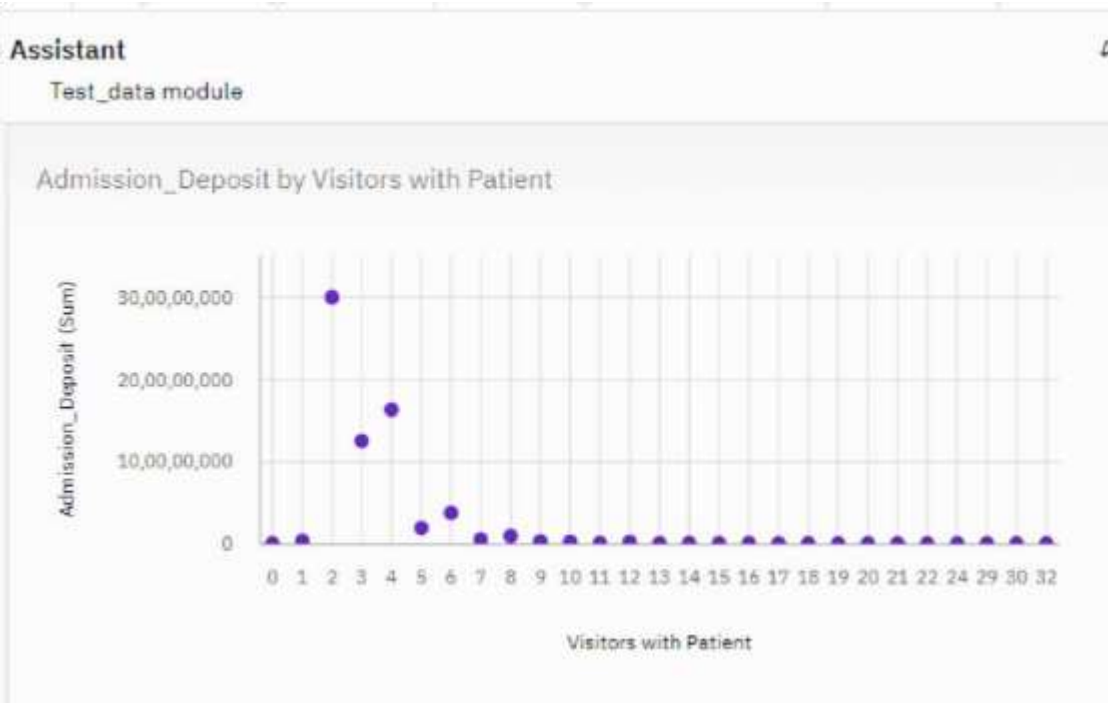 Assistant
Test_data module
Admission_Deposit by Visitors with Patient
Admission_Deposit (Sum)
30,00,00,000
20,00,00,000
10,00,00,000
0
0 1 2 3 4 5 6 7 8 9 10 11 12 13 14 15 16 17 18 19 20 21 22 24 29 30 32
Visitors with Patient